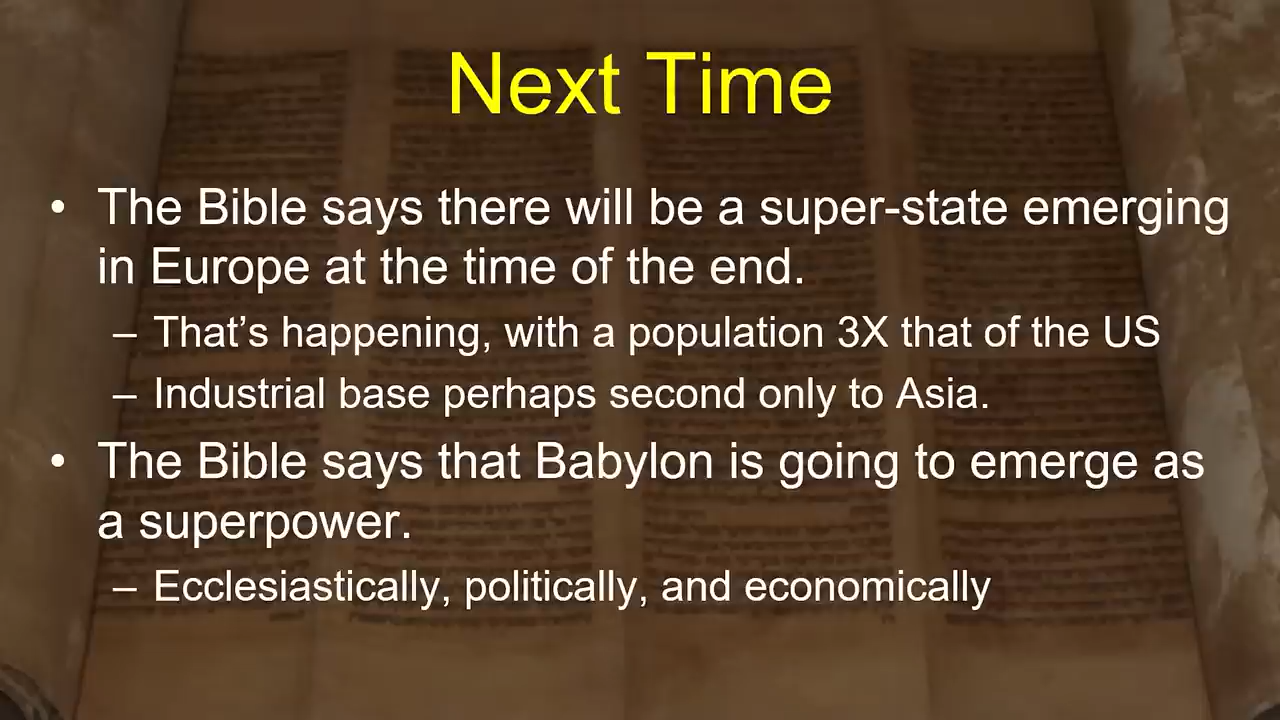 Next Time
• The Bible says there will be a super-state emerging
in Europe at the time of the end.
– That’s happening, with a population 3X that of the US
– Industrial base perhaps second only to Asia.
• The Bible says that Babylon is going to emerge as
a superpower.
– Ecclesiastically, politically, and economically